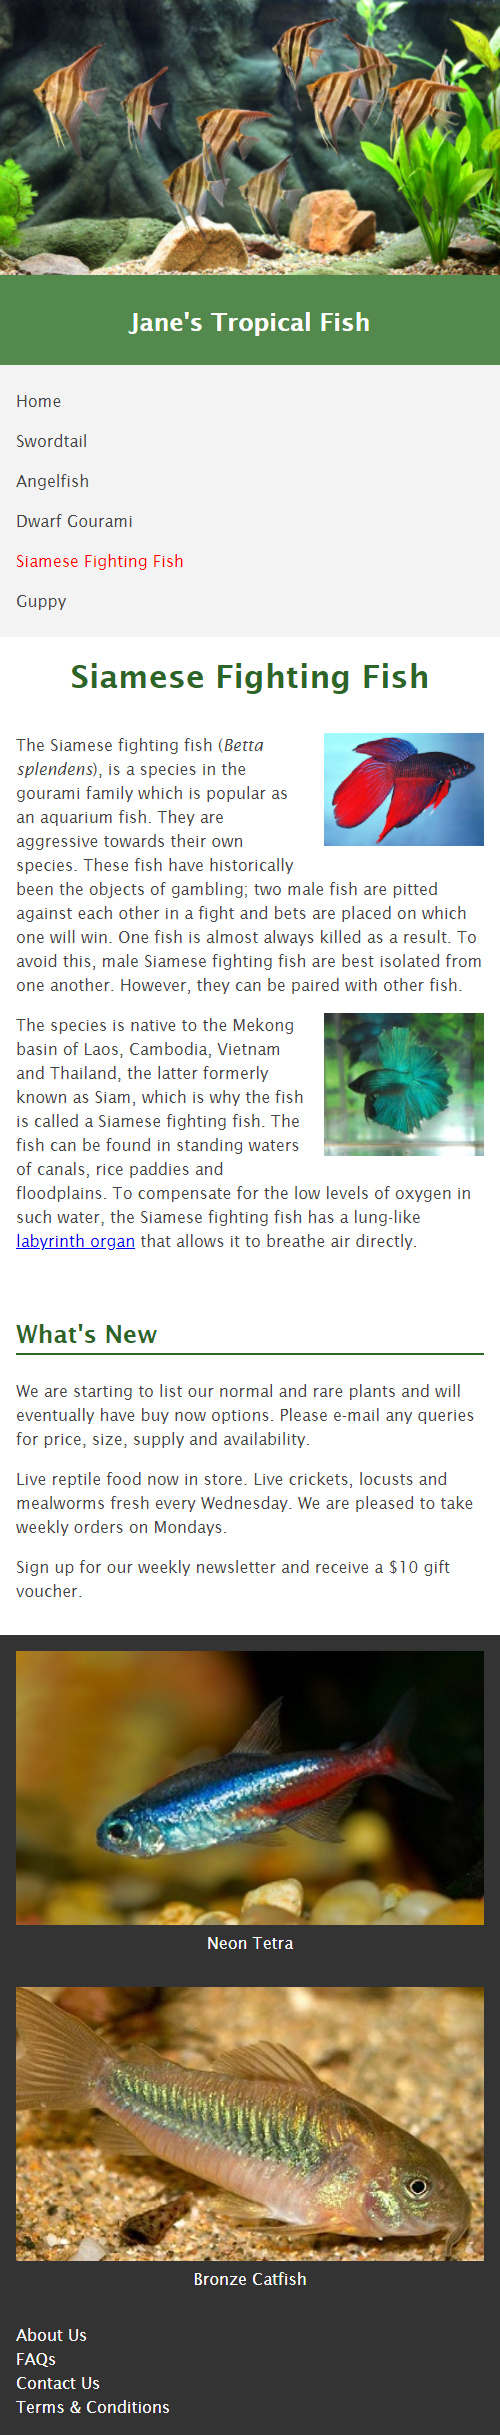 Jane's Tropical Fish
Home
Swordtail
Angelfish
Dwarf Gourami
Siamese Fighting Fish
Guppy
Siamese Fighting Fish
The Siamese fighting fish (Betta
splendens), is a species in the
gourami family which is popular as
an aquarium fish. They are
aggressive towards their own
species. These fish have historically
been the objects of gambling; two male fish are pitted
against each other in a fight and bets are placed on which
one will win. One fish is almost always killed as a result. To
avoid this, male Siamese fighting fish are best isolated from
one another. However, they can be paired with other fish.
The species is native to the Mekong
basin of Laos, Cambodia, Vietnam
and Thailand, the latter formerly
known as Siam, which is why the fish
is called a Siamese fighting fish. The
fish can be found in standing waters
of canals, rice paddies and
floodplains. To compensate for the low levels of oxygen in
such water, the Siamese fighting fish has a lung-like
labyrinth organ that allows it to breathe air directly.
What's New
We are starting to list our normal and rare plants and will
eventually have buy now options. Please e-mail any queries
for price, size, supply and availability.
Live reptile food now in store. Live crickets, locusts and
mealworms fresh every Wednesday. We are pleased to take
weekly orders on Mondays.
Sign up for our weekly newsletter and receive a $10 gift
voucher.
Neon Tetra
Bronze Catfish
About Us
FAQs
Contact Us
Terms & Conditions